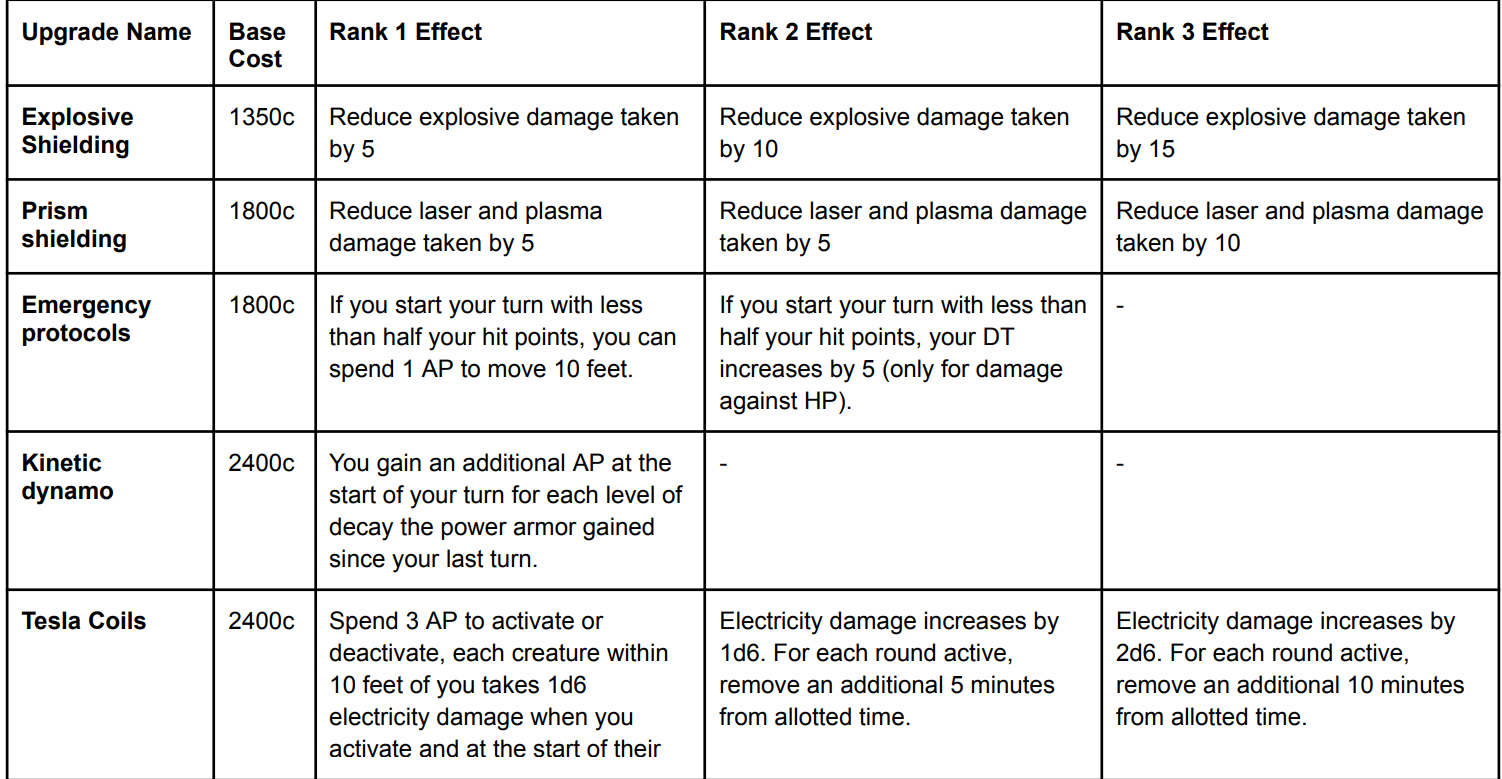 Upgrade Name
Base
Cost
Rank 1 Effect
Rank 2 Effect
Rank 3 Effect
Explosive
Shielding
1350c
Reduce explosive damage taken
by 5
Reduce explosive damage taken
by 10
Reduce explosive damage taken
by 15
Prism
shielding
1800c
Reduce laser and plasma
damage taken by 5
Reduce laser and plasma damage
taken by 5
Reduce laser and plasma damage
taken by 10
Emergency
protocols
1800c
If you start your turn with less
than half your hit points, you can
spend 1 AP to move 10 feet.
If you start your turn with less than
half your hit points, your DT
increases by 5 (only for damage
against HP).
-
Kinetic
dynamo
2400c
You gain an additional AP at the
start of your turn for each level of
decay the power armor gained
since your last turn.
-
-
Tesla Coils
2400c
Spend 3 AP to activate or
deactivate, each creature within
10 feet of you takes 1d6
electricity damage when you
activate and at the start of their
Electricity damage increases by
1d6. For each round active,
remove an additional 5 minutes
from allotted time.
Electricity damage increases by
2d6. For each round active,
remove an additional 10 minutes
from allotted time.